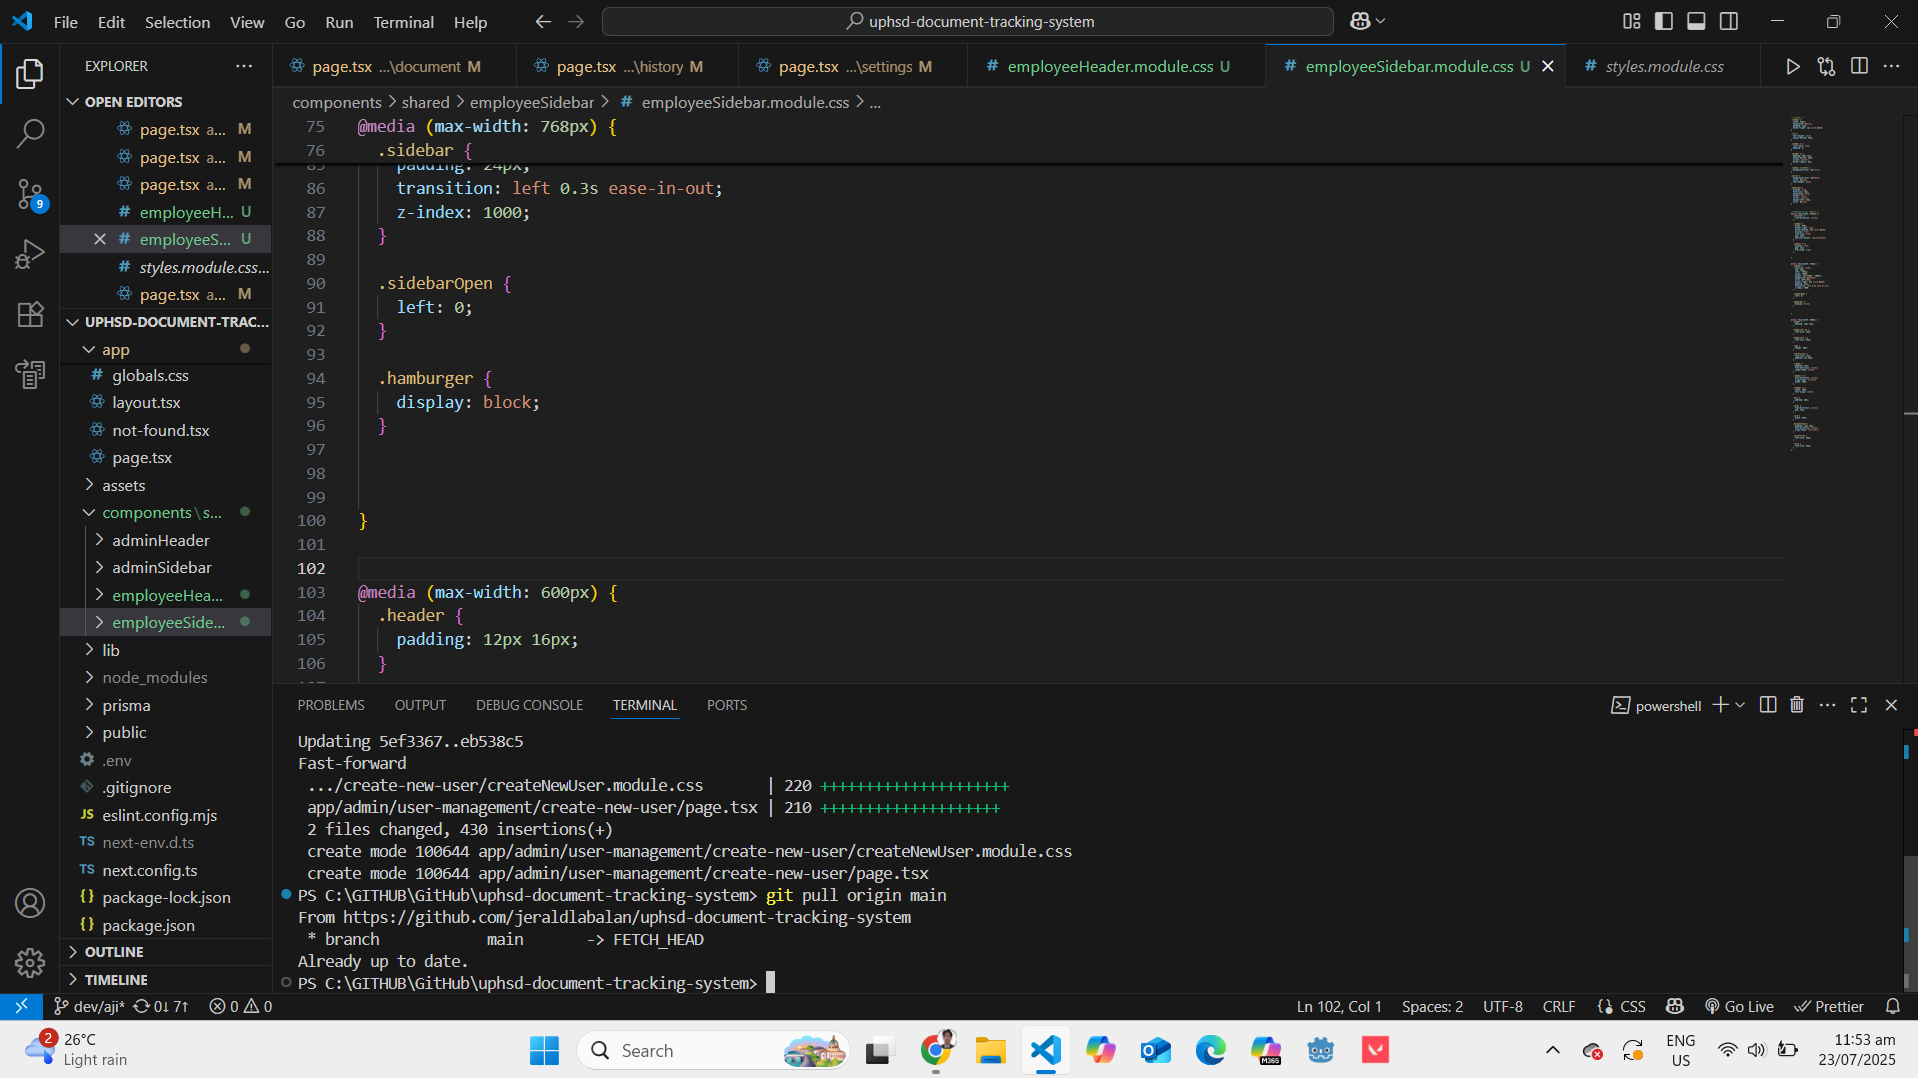 File Edit Selection View Go Run Terminal Help
uphsd-document-tracking-system
EXPLORER
OPEN EDITORS
page.tsx a... M
page.tsx a... M
page.tsx a... M
# employeeH... U
# employeeS... U
# styles.module.css...
page.tsx a... M
UPHSD-DOCUMENT-TRAC...
app
# globals.css
layout.tsx
not-found.tsx
page.tsx
assets
components\s...
adminHeader
adminSidebar
employeeHea...
employeeSide...
lib
node_modules
prisma
public
.env
.gitignore
JS eslint.config.mjs
TS next-env.d.ts
TS next.config.ts
{} package-lock.json
{} package.json
OUTLINE
TIMELINE
9
page.tsx ...\document M
page.tsx ...\history M
page.tsx ...\settings M
# employeeHeader.module.css U
# employeeSidebar.module.css U
# styles.module.css
components > shared > employeeSidebar > # employeeSidebar.module.css > ...
75 @media (max-width: 768px) {
76 .sidebar {
85 padding: 24px;
86 transition: left 0.3s ease-in-out;
87 z-index: 1000;
88 }
89
90 .sidebarOpen {
91 left: 0;
92 }
93
94 .hamburger {
95 display: block;
96 }
97
98
99
100 }
101
102
103 @media (max-width: 600px) {
104 .header {
105 padding: 12px 16px;
106 }
PROBLEMS OUTPUT DEBUG CONSOLE TERMINAL PORTS
powershell
Updating 5ef3367..eb538c5
Fast-forward
.../create-new-user/createNewUser.module.css | 220 +++++++++++++++++++++
app/admin/user-management/create-new-user/page.tsx | 210 ++++++++++++++++++++
2 files changed, 430 insertions(+)
create mode 100644 app/admin/user-management/create-new-user/createNewUser.module.css
create mode 100644 app/admin/user-management/create-new-user/page.tsx
PS C:\GITHUB\GitHub\uphsd-document-tracking-system> git pull origin main
From https://github.com/jeraldlabalan/uphsd-document-tracking-system
* branch main -> FETCH_HEAD
Already up to date.
PS C:\GITHUB\GitHub\uphsd-document-tracking-system>
dev/aji* 0↓ 7↑ 0 0
Ln 102, Col 1 Spaces: 2 UTF-8 CRLF {} CSS Go Live Prettier
2
26°C
Light rain
Search
M365
ENG
US
11:53 am
23/07/2025